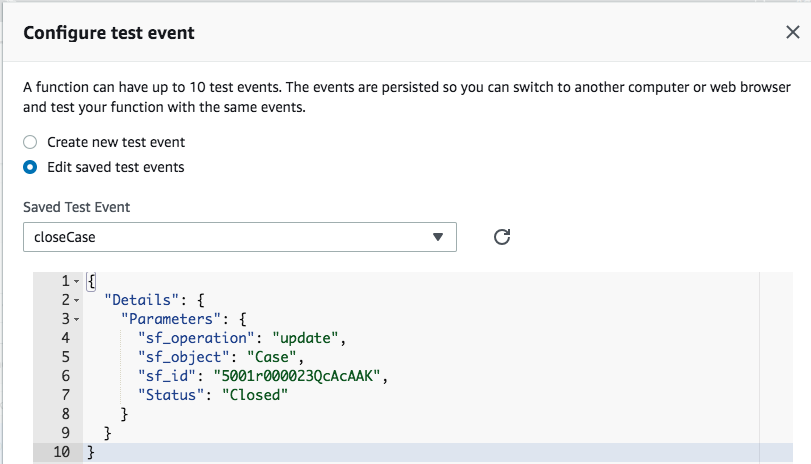 Configure test event
A function can have up to 10 test events. The events are persisted so you can switch to another computer or web browser
and test your function with the same events.
Create new test event
Edit saved test events
Saved Test Event
closeCase
1 {
2 "Details": {
3 "Parameters": {
4 "sf_operation": "update",
5 "sf_object": "Case",
6 "sf_id": "5001r000023QcAcAAK",
7 "Status": "Closed"
8 }
9 }
10 }